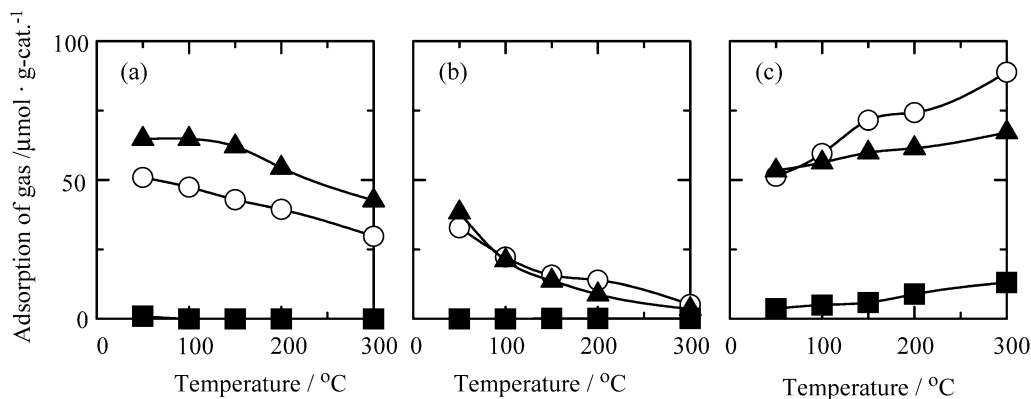 Adsorption of gas /µmol · g-cat.⁻¹
100
50
0
(a)
(b)
(c)
0 100 200 300
0 100 200 300
0 100 200 300
Temperature / °C
Temperature / °C
Temperature / °C